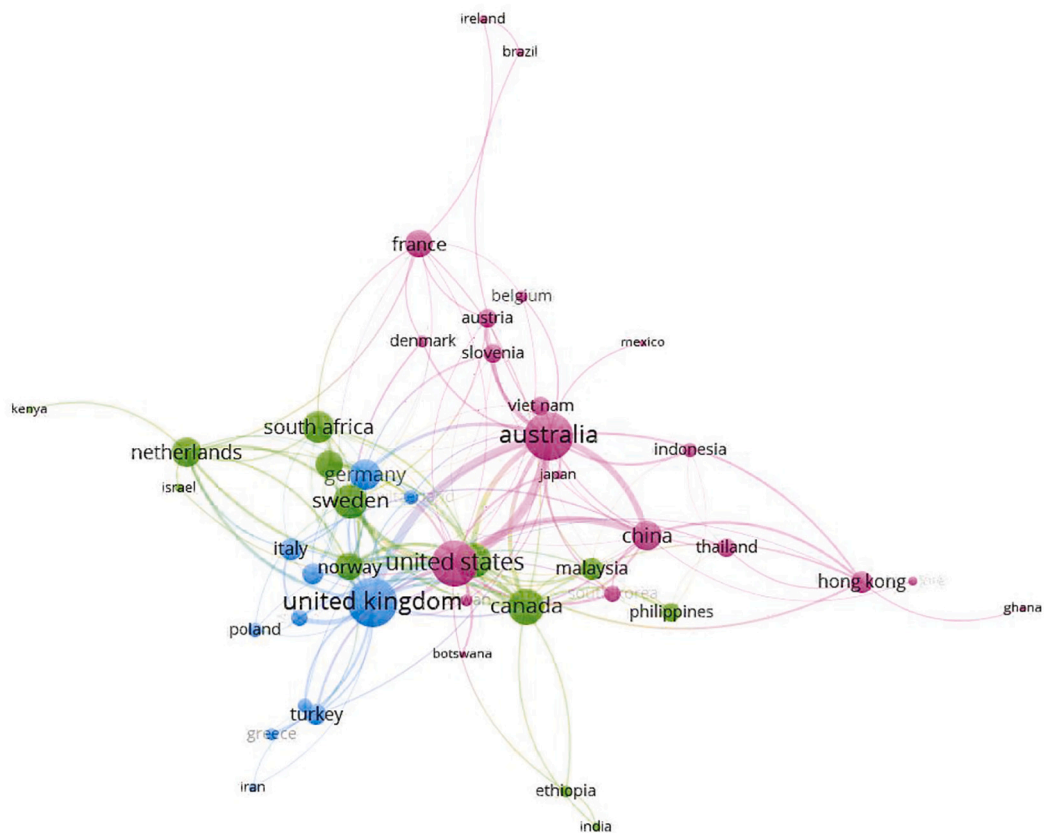 ireland
brazil
france
belgium
austria
denmark
slovenia
mexico
viet nam
kenya
south africa
australia
netherlands
indonesia
germany
japan
israel
sweden
china
italy
thailand
united states
norway
malaysia
hong kong
south korea
united kingdom
canada
philippines
ghana
poland
botswana
turkey
greece
iran
ethiopia
india